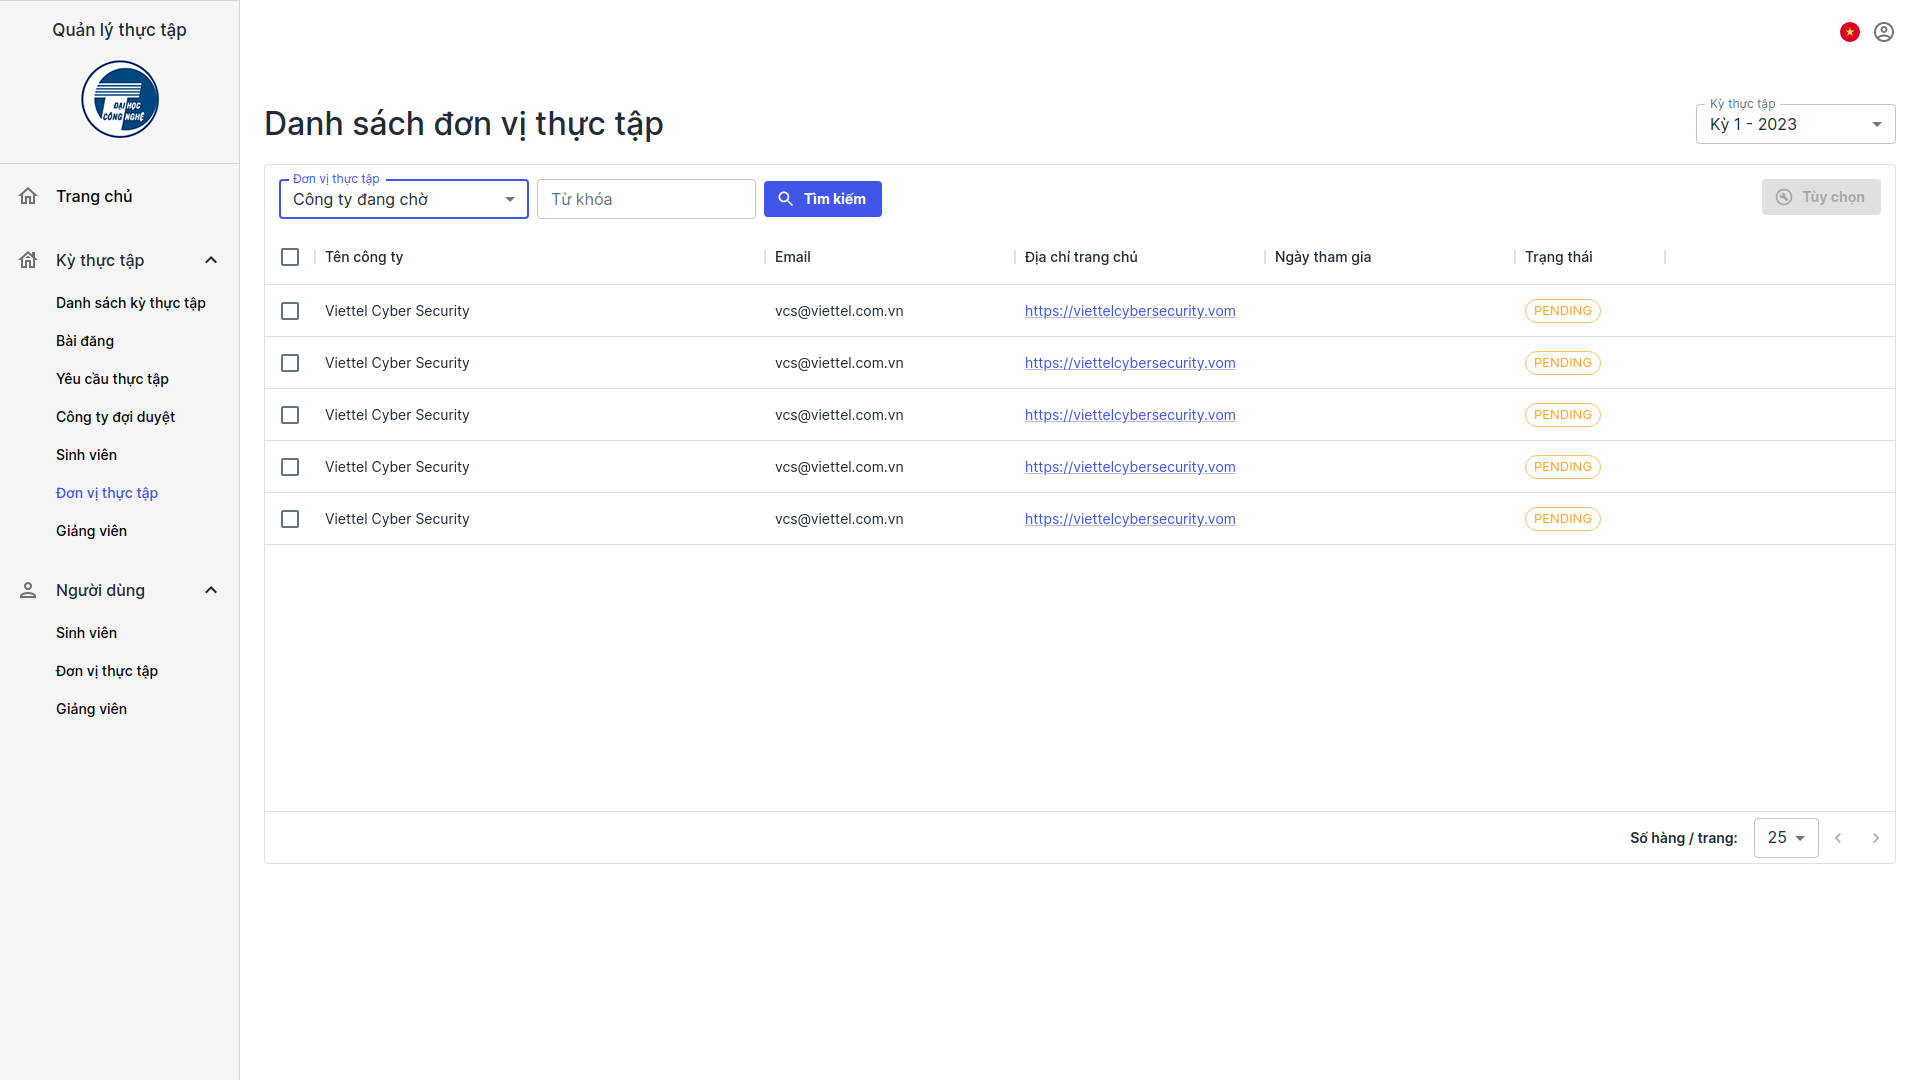 Quản lý thực tập
ĐẠI HỌC
CÔNG NGHỆ
Trang chủ
Kỳ thực tập
Danh sách kỳ thực tập
Bài đăng
Yêu cầu thực tập
Công ty đợi duyệt
Sinh viên
Đơn vị thực tập
Giảng viên
Người dùng
Sinh viên
Đơn vị thực tập
Giảng viên
Danh sách đơn vị thực tập
Kỳ thực tập
Kỳ 1 - 2023
Đơn vị thực tập
Công ty đang chờ
Từ khóa
Tìm kiếm
Tùy chọn
Tên công ty Email Địa chỉ trang chủ Ngày tham gia Trạng thái
Viettel Cyber Security vcs@viettel.com.vn https://viettelcybersecurity.vom PENDING
Viettel Cyber Security vcs@viettel.com.vn https://viettelcybersecurity.vom PENDING
Viettel Cyber Security vcs@viettel.com.vn https://viettelcybersecurity.vom PENDING
Viettel Cyber Security vcs@viettel.com.vn https://viettelcybersecurity.vom PENDING
Viettel Cyber Security vcs@viettel.com.vn https://viettelcybersecurity.vom PENDING
Số hàng / trang: 25